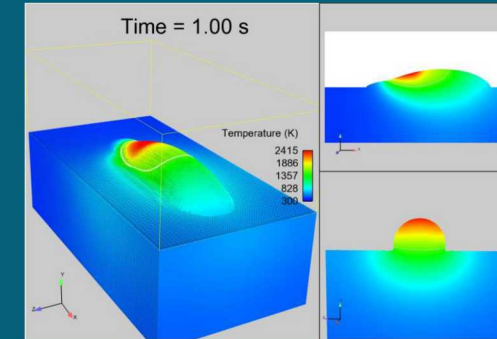 Time = 1.00 s
Temperature (K)
2415
1886
1357
828
300
Y
Z
X